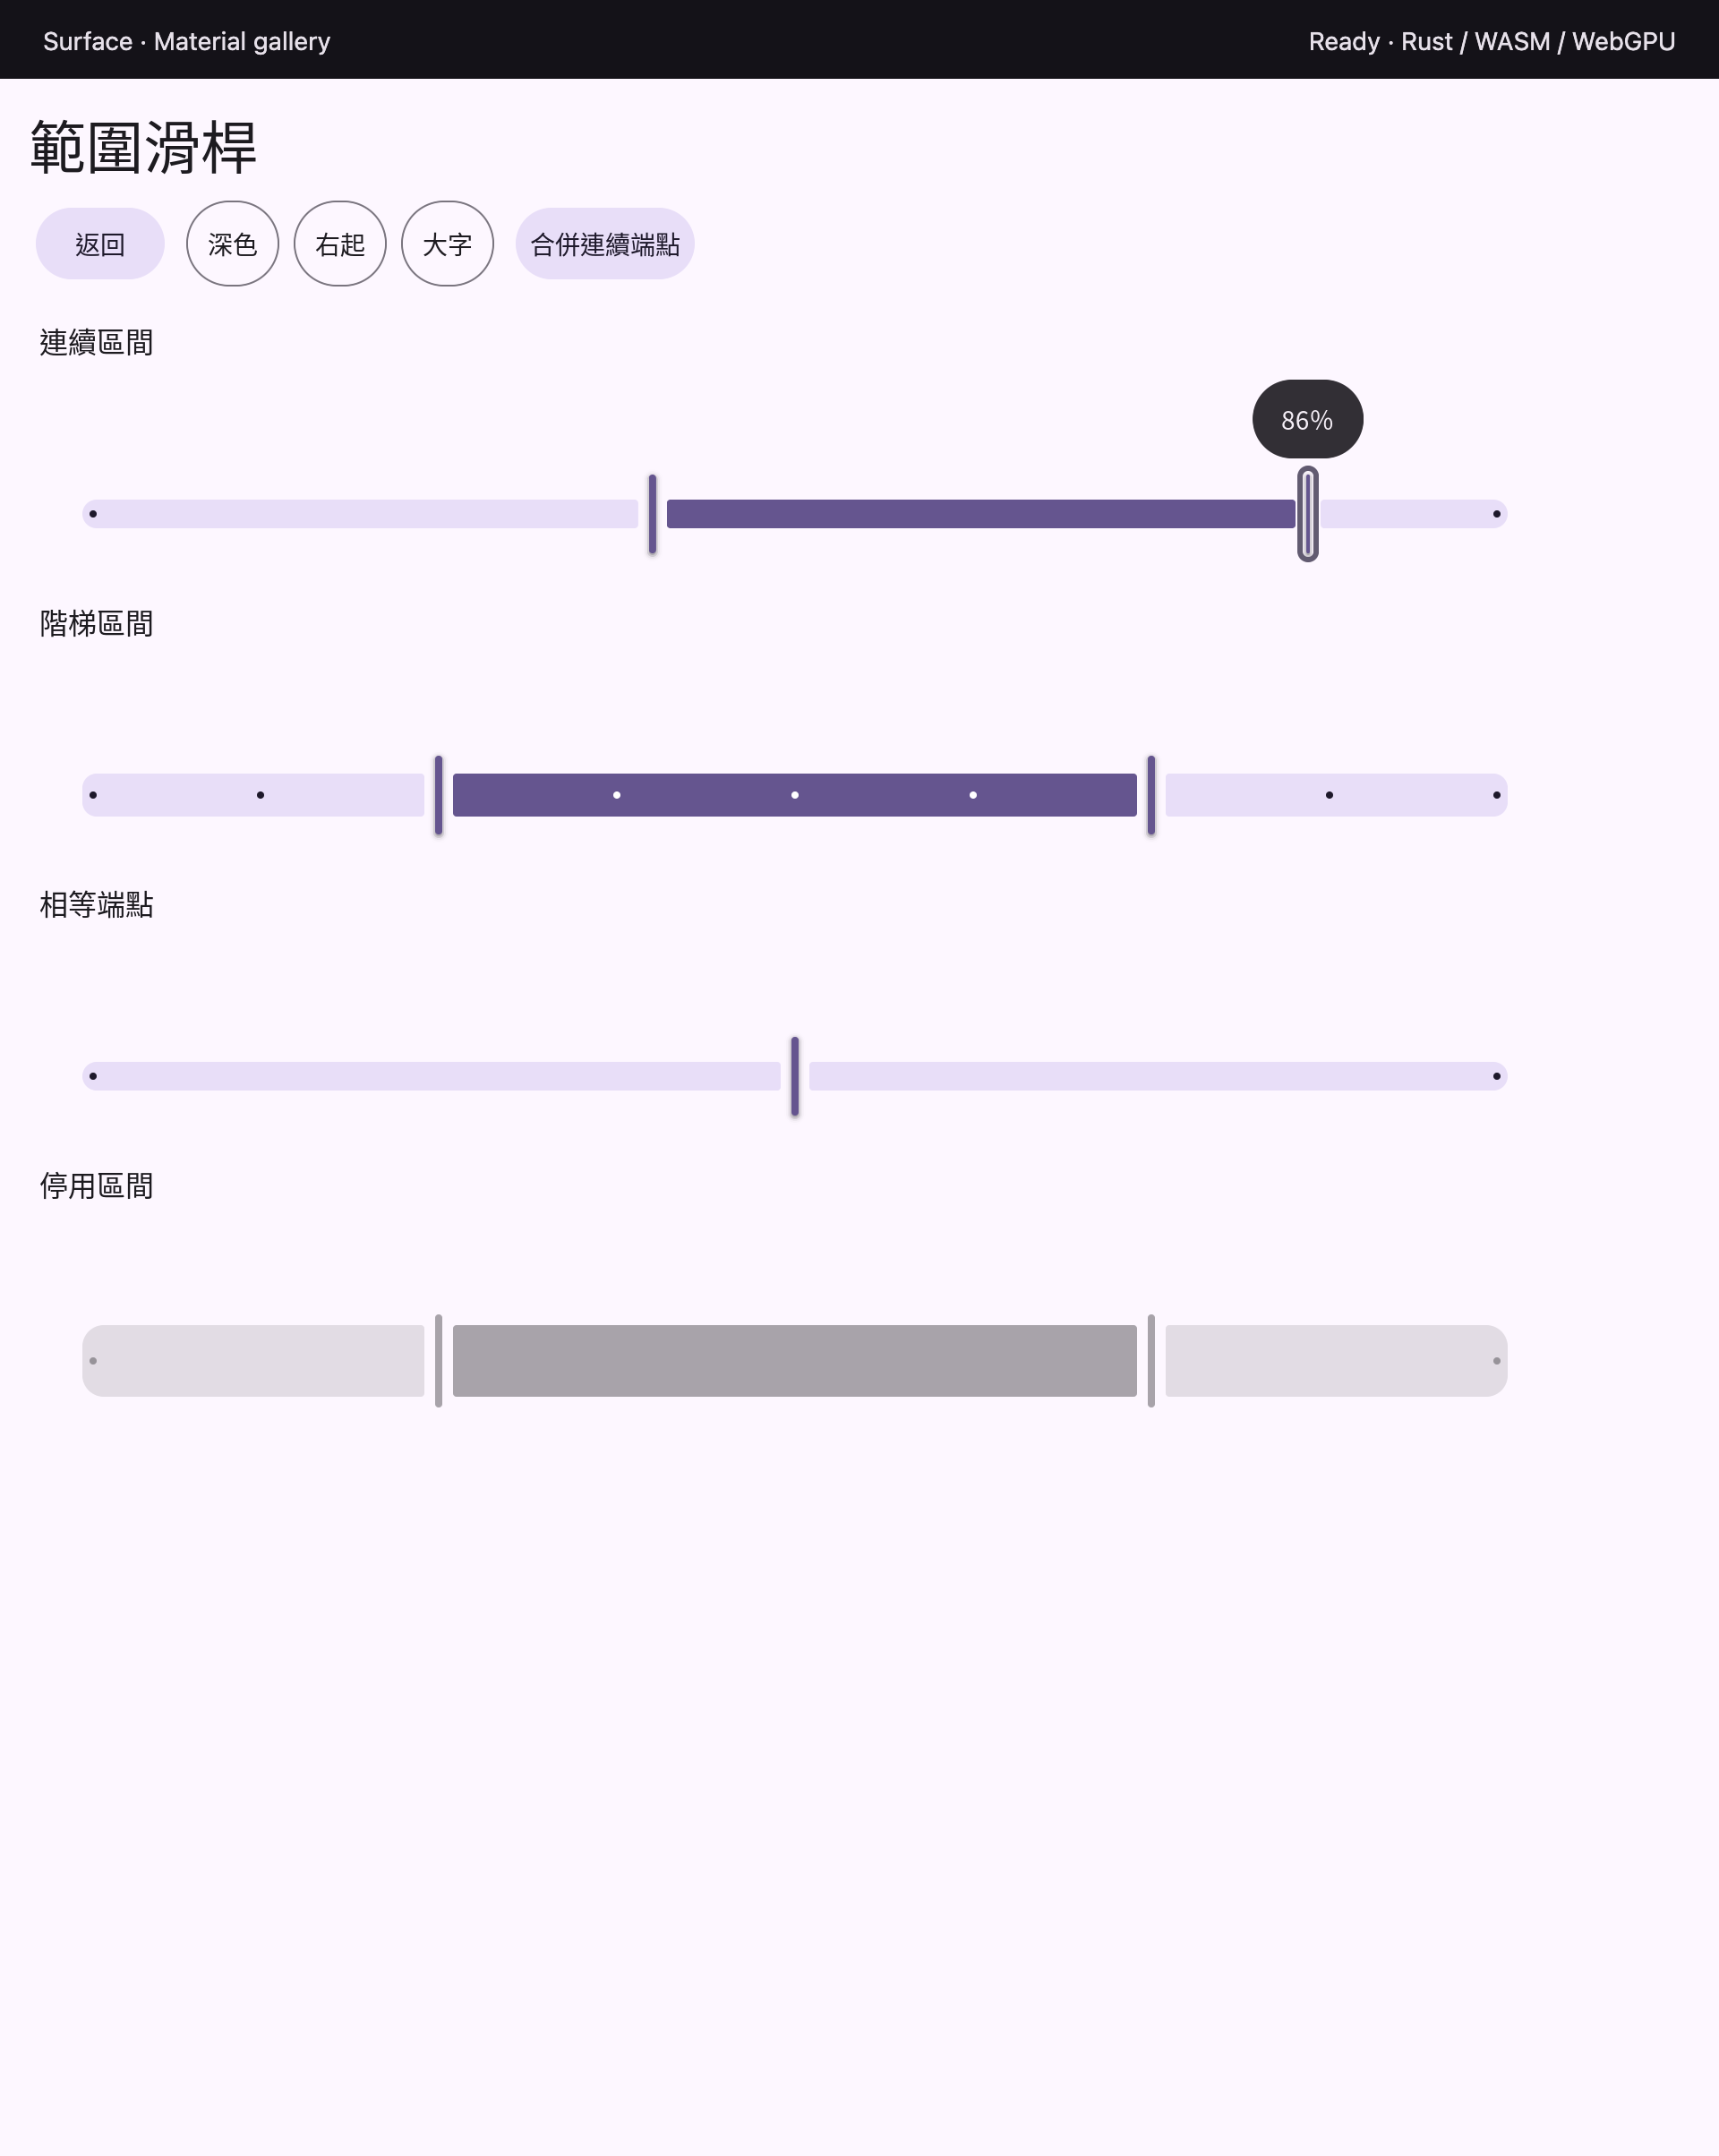 Surface · Material gallery
Ready · Rust / WASM / WebGPU
範圍滑桿
返回
深色
右起
大字
合併連續端點
連續區間
86%
階梯區間
相等端點
停用區間